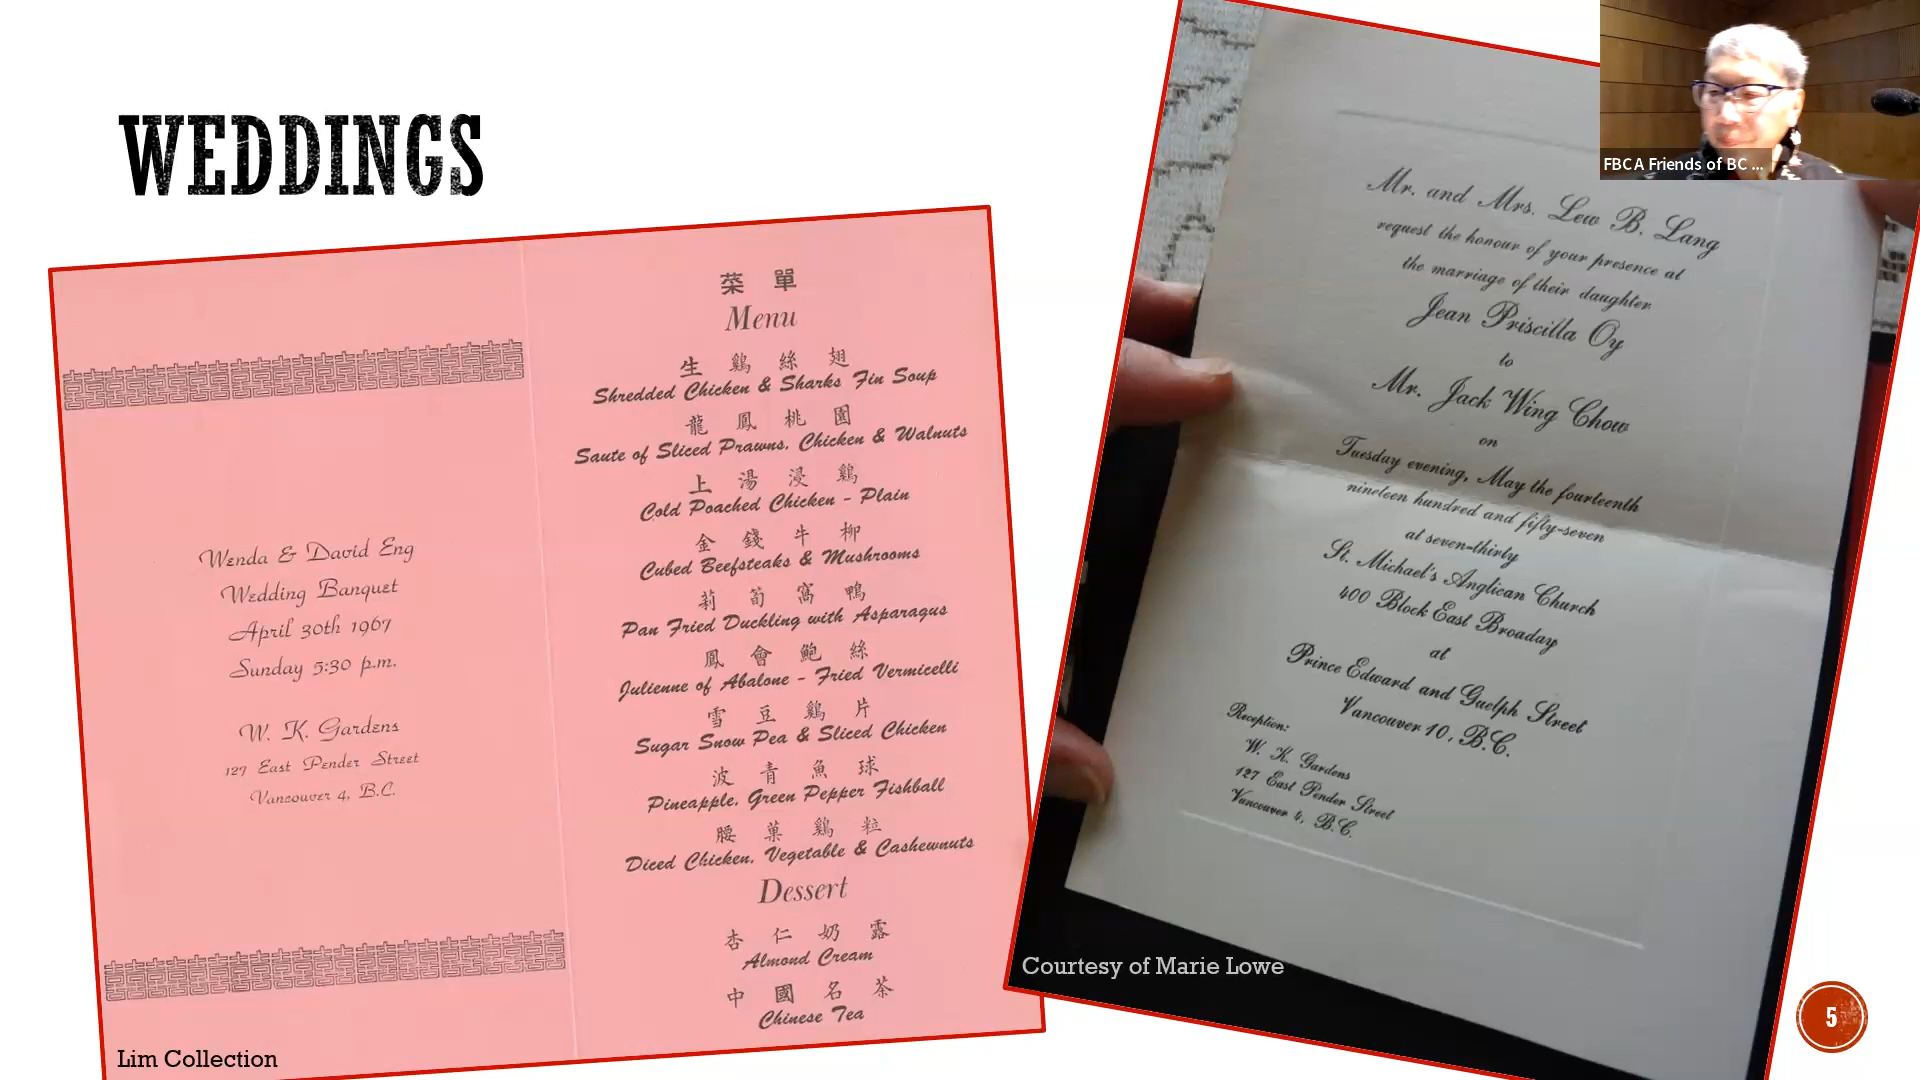 WEDDINGS
Wenda & David Eng
Wedding Banquet
April 30th 1967
Sunday 5:30 p.m.
W. K. Gardens
127 East Pender Street
Vancouver 4, B.C.
菜 單
Menu
生 鷄 絲 翅
Shredded Chicken & Sharks Fin Soup
龍 鳳 桃 園
Saute of Sliced Prawns, Chicken & Walnuts
上 湯 浸 鷄
Cold Poached Chicken - Plain
金 錢 牛 柳
Cubed Beefsteaks & Mushrooms
莉 筍 窩 鴨
Pan Fried Duckling with Asparagus
鳳 會 鮑 絲
Julienne of Abalone - Fried Vermicelli
雪 豆 鷄 片
Sugar Snow Pea & Sliced Chicken
波 青 魚 球
Pineapple, Green Pepper Fishball
腰 菓 鷄 粒
Diced Chicken, Vegetable & Cashewnuts
Dessert
杏 仁 奶 露
Almond Cream
中 國 名 茶
Chinese Tea
Lim Collection
Mr. and Mrs. Lew B. Lang
request the honour of your presence at
the marriage of their daughter
Jean Priscilla Oy
to
Mr. Jack Wing Chow
on
Tuesday evening, May the fourteenth
nineteen hundred and fifty-seven
at seven-thirty
St. Michael's Anglican Church
400 Block East Broaday
at
Prince Edward and Guelph Street
Vancouver 10, B.C.
Reception:
W. K. Gardens
127 East Pender Street
Vancouver 4, B.C.
Courtesy of Marie Lowe
FBCA Friends of BC ...
5